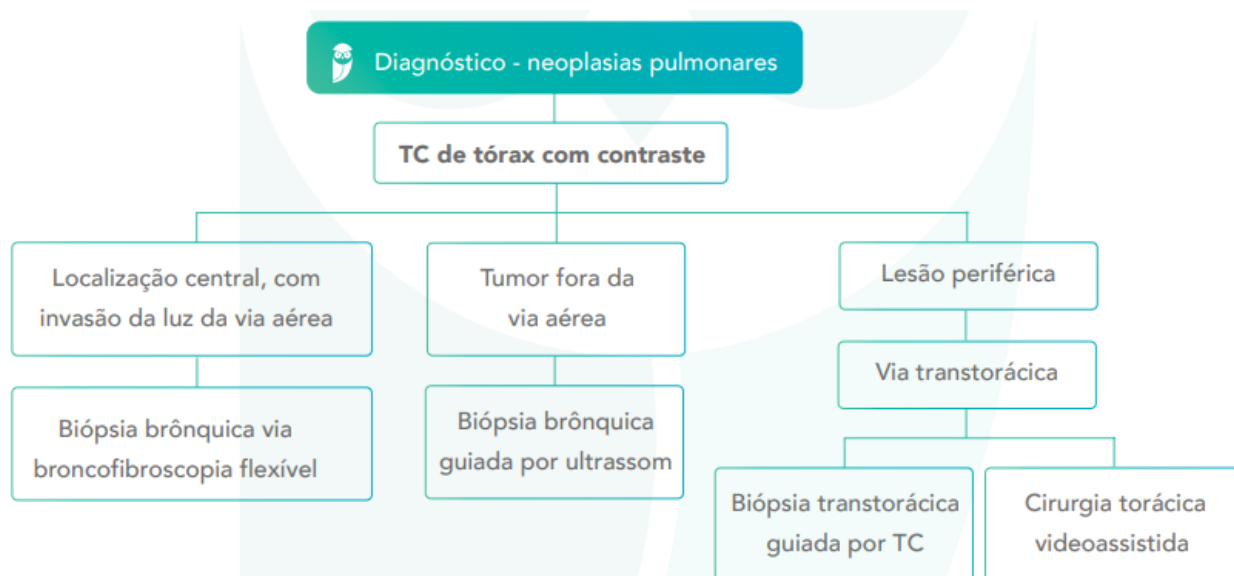 Diagnóstico - neoplasias pulmonares
TC de tórax com contraste
Localização central, com
invasão da luz da via aérea
Tumor fora da
via aérea
Lesão periférica
Via transtorácica
Biópsia brônquica via
broncofibroscopia flexível
Biópsia brônquica
guiada por ultrassom
Biópsia transtorácica
guiada por TC
Cirurgia torácica
videoassistida